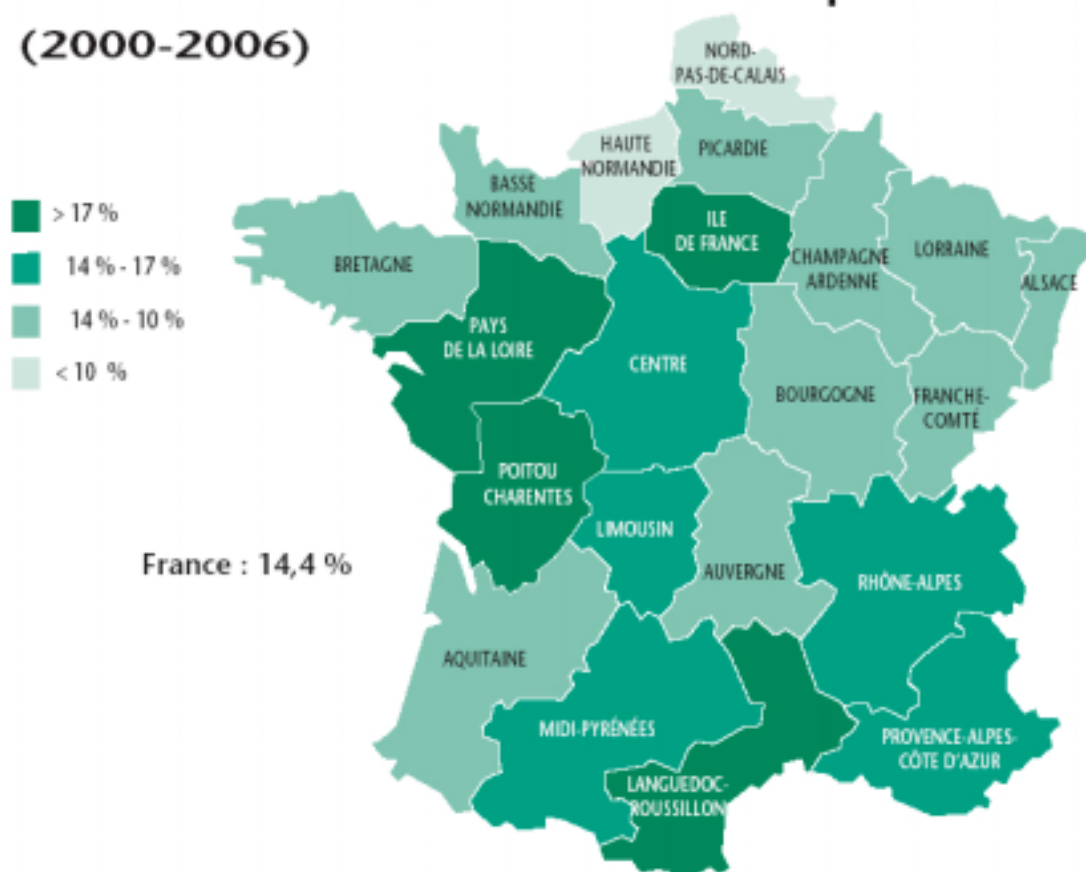 (2000-2006)
> 17 %
14 % - 17 %
14 % - 10 %
< 10 %
France : 14,4 %
NORD-
PAS-DE-CALAIS
HAUTE
NORMANDIE
PICARDIE
BASSE
NORMANDIE
ILE
DE FRANCE
CHAMPAGNE
ARDENNE
LORRAINE
ALSACE
BRETAGNE
PAYS
DE LA LOIRE
CENTRE
BOURGOGNE
FRANCHE-
COMTÉ
POITOU
CHARENTES
LIMOUSIN
AUVERGNE
RHÔNE-ALPES
AQUITAINE
MIDI-PYRÉNÉES
LANGUEDOC-
ROUSSILLON
PROVENCE-ALPES-
CÔTE D'AZUR